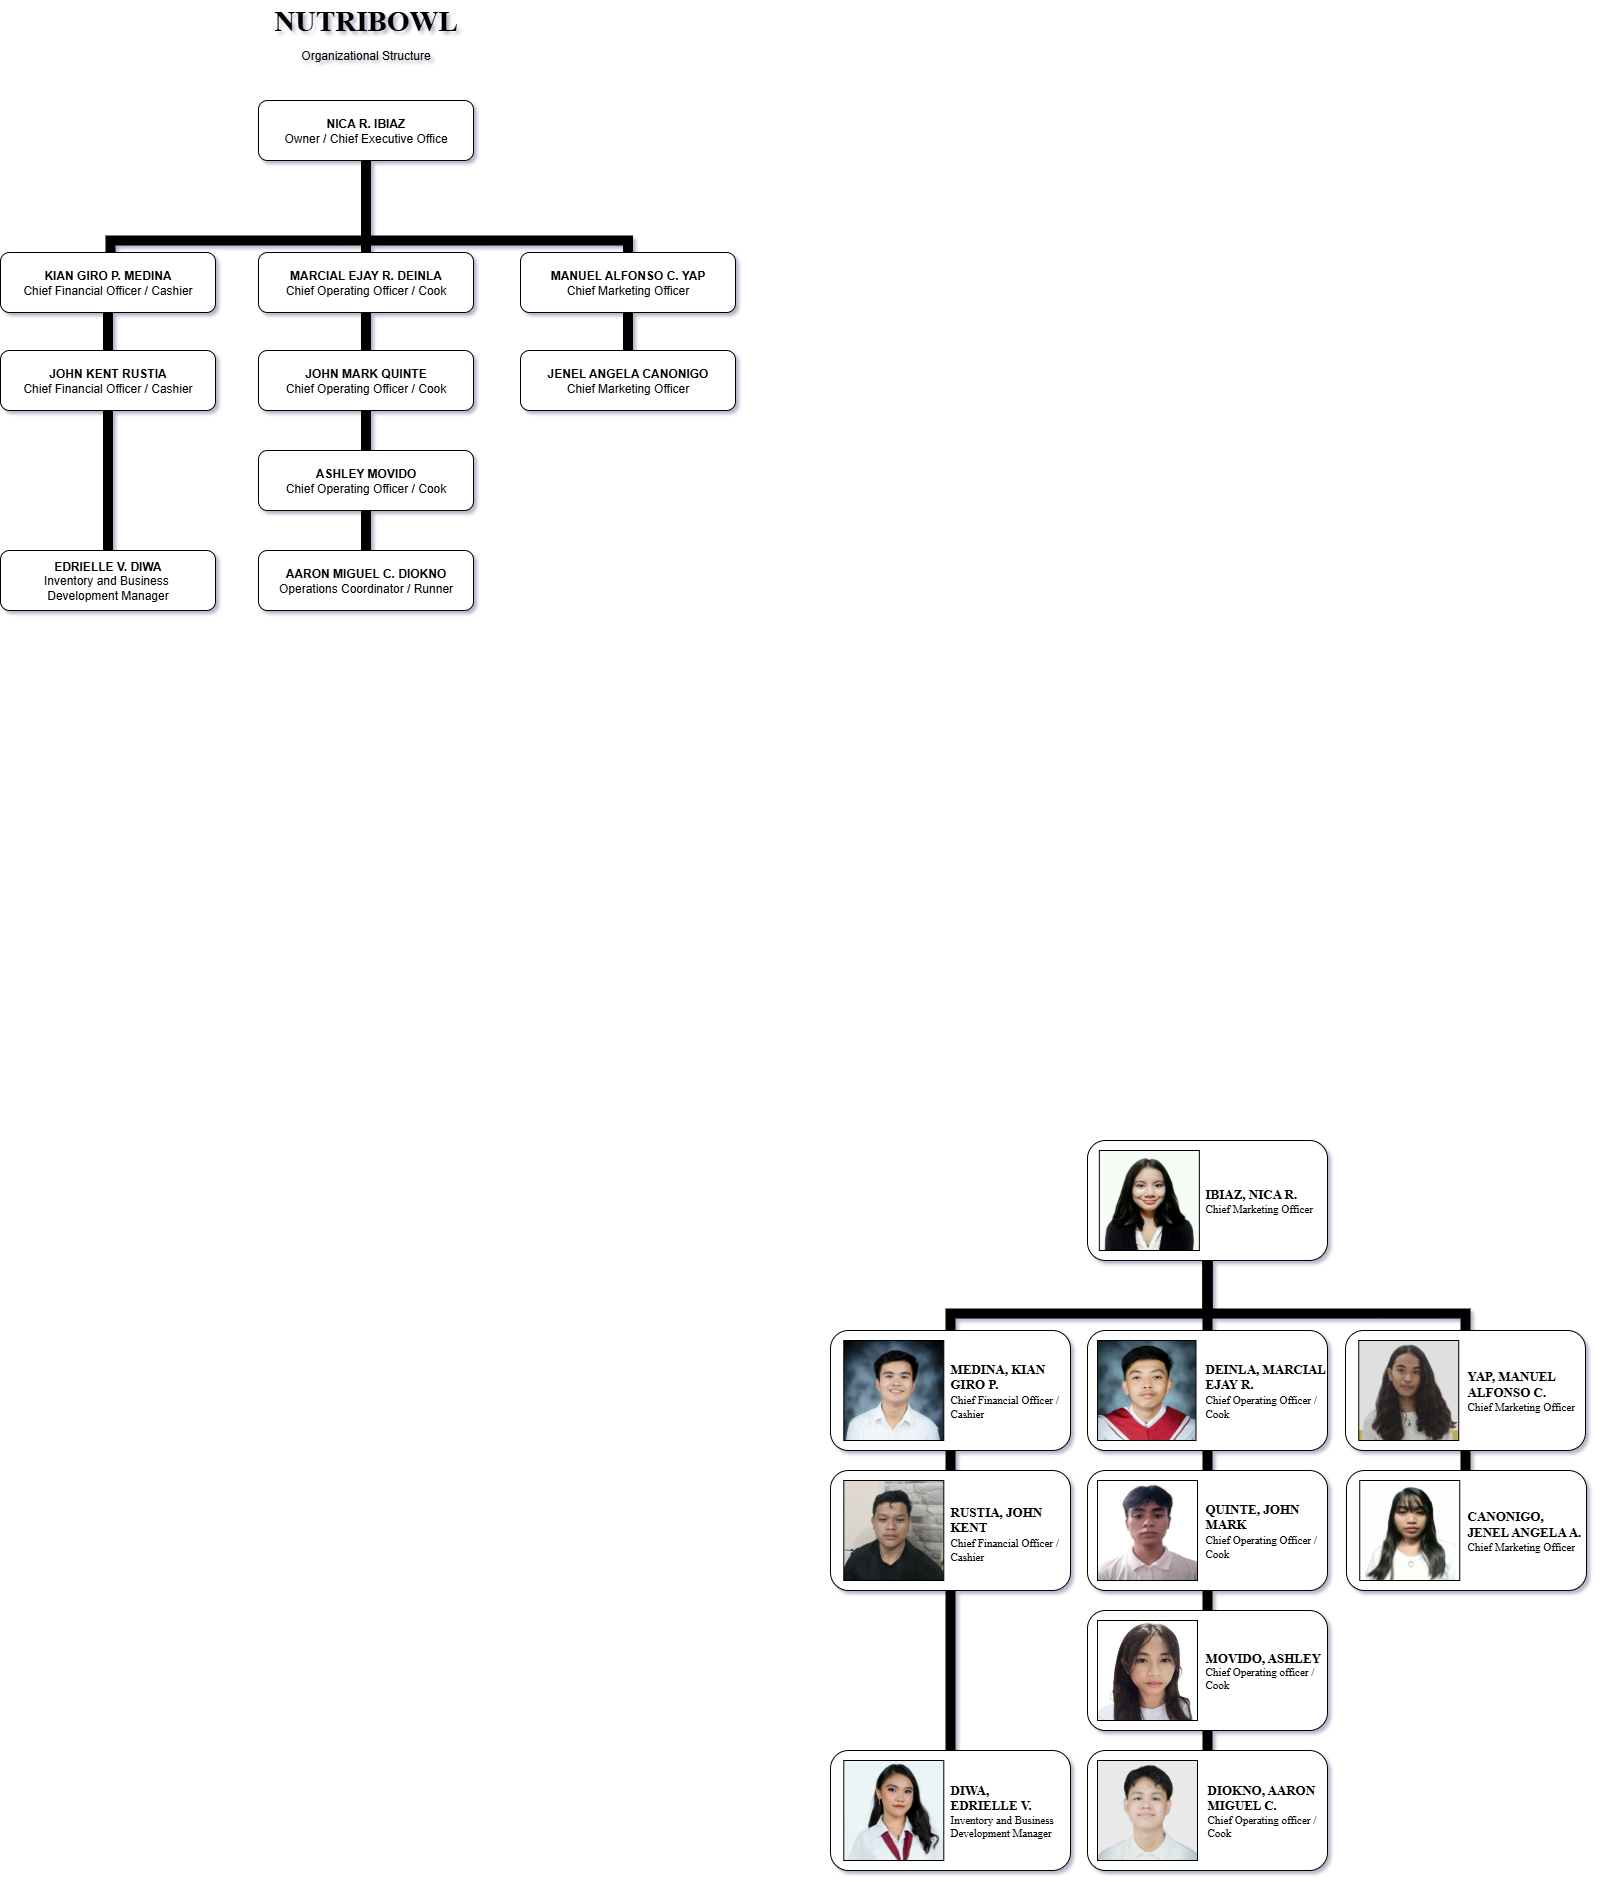 NUTRIBOWL
Organizational Structure
NICA R. IBIAZ
Owner / Chief Executive Office
KIAN GIRO P. MEDINA
Chief Financial Officer / Cashier
MARCIAL EJAY R. DEINLA
Chief Operating Officer / Cook
MANUEL ALFONSO C. YAP
Chief Marketing Officer
JOHN KENT RUSTIA
Chief Financial Officer / Cashier
JOHN MARK QUINTE
Chief Operating Officer / Cook
JENEL ANGELA CANONIGO
Chief Marketing Officer
ASHLEY MOVIDO
Chief Operating Officer / Cook
EDRIELLE V. DIWA
Inventory and Business
Development Manager
AARON MIGUEL C. DIOKNO
Operations Coordinator / Runner
IBIAZ, NICA R.
Chief Marketing Officer
MEDINA, KIAN
GIRO P.
Chief Financial Officer /
Cashier
DEINLA, MARCIAL
EJAY R.
Chief Operating Officer /
Cook
YAP, MANUEL
ALFONSO C.
Chief Marketing Officer
RUSTIA, JOHN
KENT
Chief Financial Officer /
Cashier
QUINTE, JOHN
MARK
Chief Operating Officer /
Cook
CANONIGO,
JENEL ANGELA A.
Chief Marketing Officer
MOVIDO, ASHLEY
Chief Operating officer /
Cook
DIWA,
EDRIELLE V.
Inventory and Business
Development Manager
DIOKNO, AARON
MIGUEL C.
Chief Operating officer /
Cook